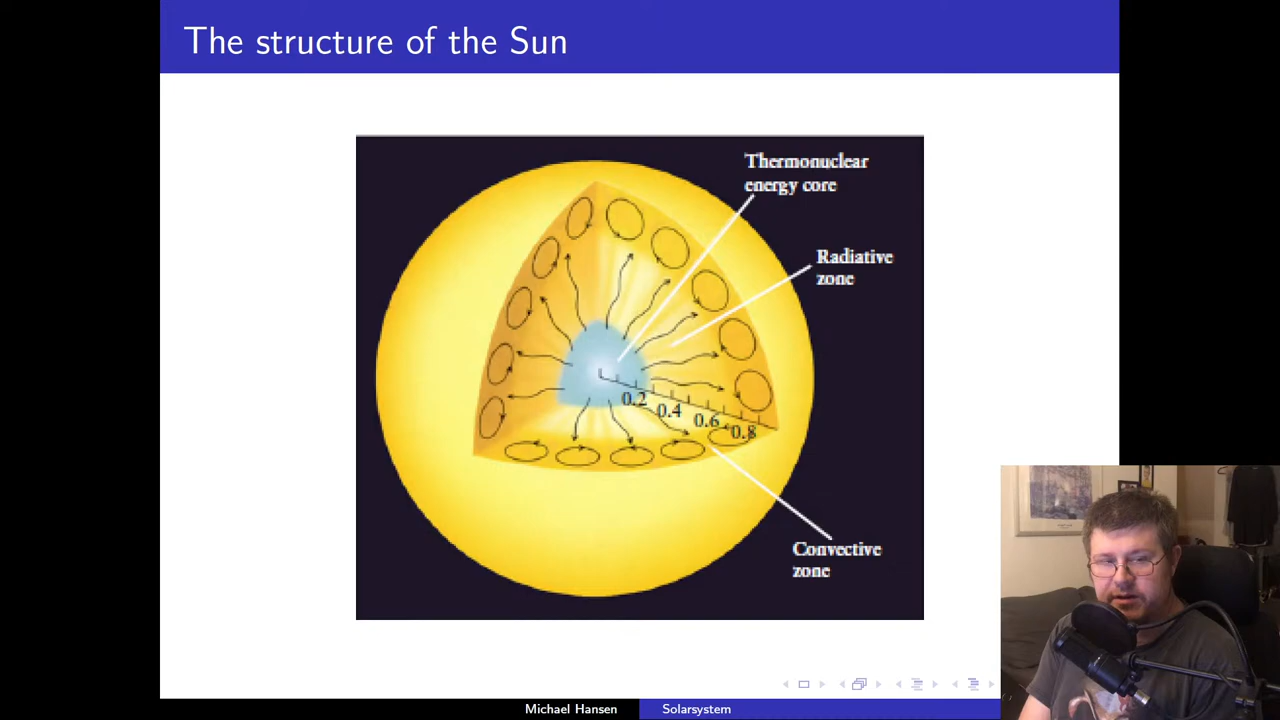 The structure of the Sun
Thermonuclear
energy core
Radiative
zone
0.2
0.4
0.6
0.8
Convective
zone
Michael Hansen
Solarsystem